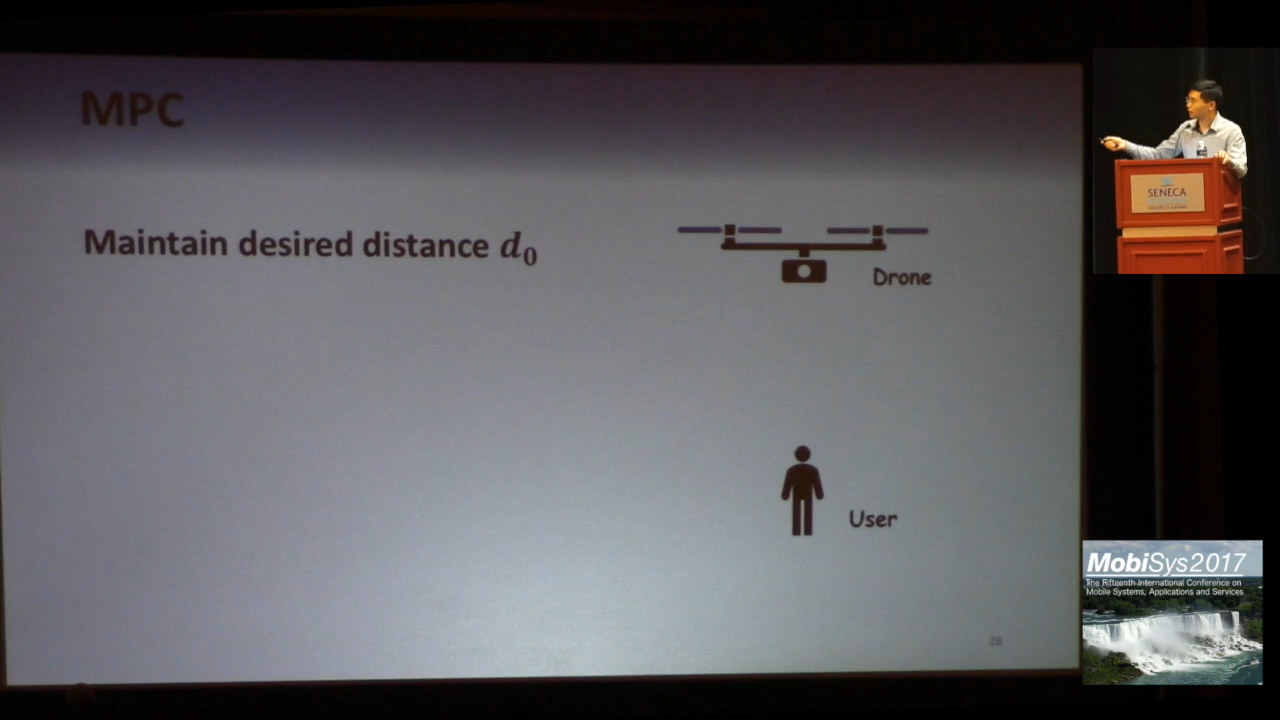 MPC
Maintain desired distance d₀
Drone
User
28
SENECA
MobiSys2017
The Fifteenth International Conference on
Mobile Systems, Applications and Services